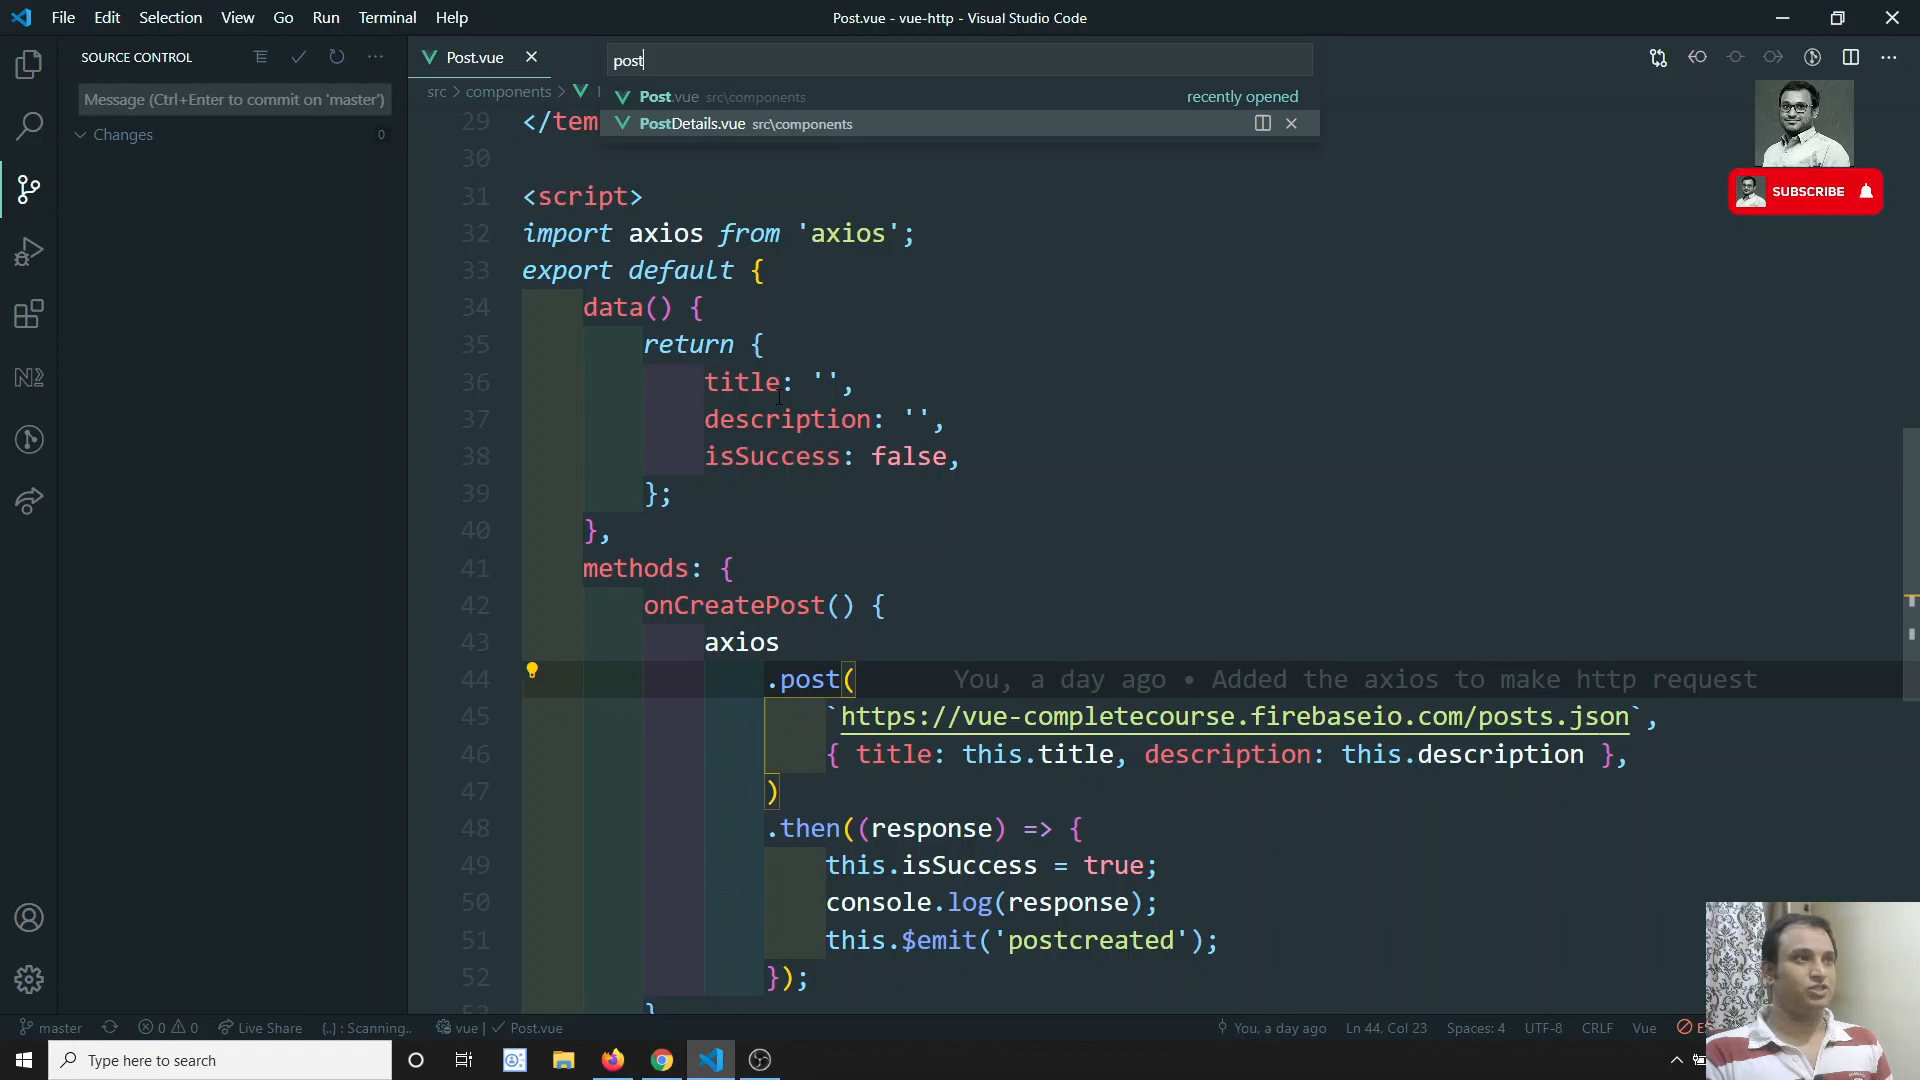 File Edit Selection View Go Run Terminal Help
Post.vue - vue-http - Visual Studio Code
SOURCE CONTROL
Post.vue
post
Message (Ctrl+Enter to commit on 'master')
Changes 0
src > components >
Post.vue src\components recently opened
PostDetails.vue src\components
SUBSCRIBE
29 </tem
30
31 <script>
32 import axios from 'axios';
33 export default {
34 data() {
35 return {
36 title: '',
37 description: '',
38 isSuccess: false,
39 };
40 },
41 methods: {
42 onCreatePost() {
43 axios
44 .post( You, a day ago • Added the axios to make http request
45 `https://vue-completecourse.firebaseio.com/posts.json`,
46 { title: this.title, description: this.description },
47 )
48 .then((response) => {
49 this.isSuccess = true;
50 console.log(response);
51 this.$emit('postcreated');
52 });
53 }
master 0 0 Live Share {..} : Scanning.. vue | Post.vue You, a day ago Ln 44, Col 23 Spaces: 4 UTF-8 CRLF Vue
Type here to search